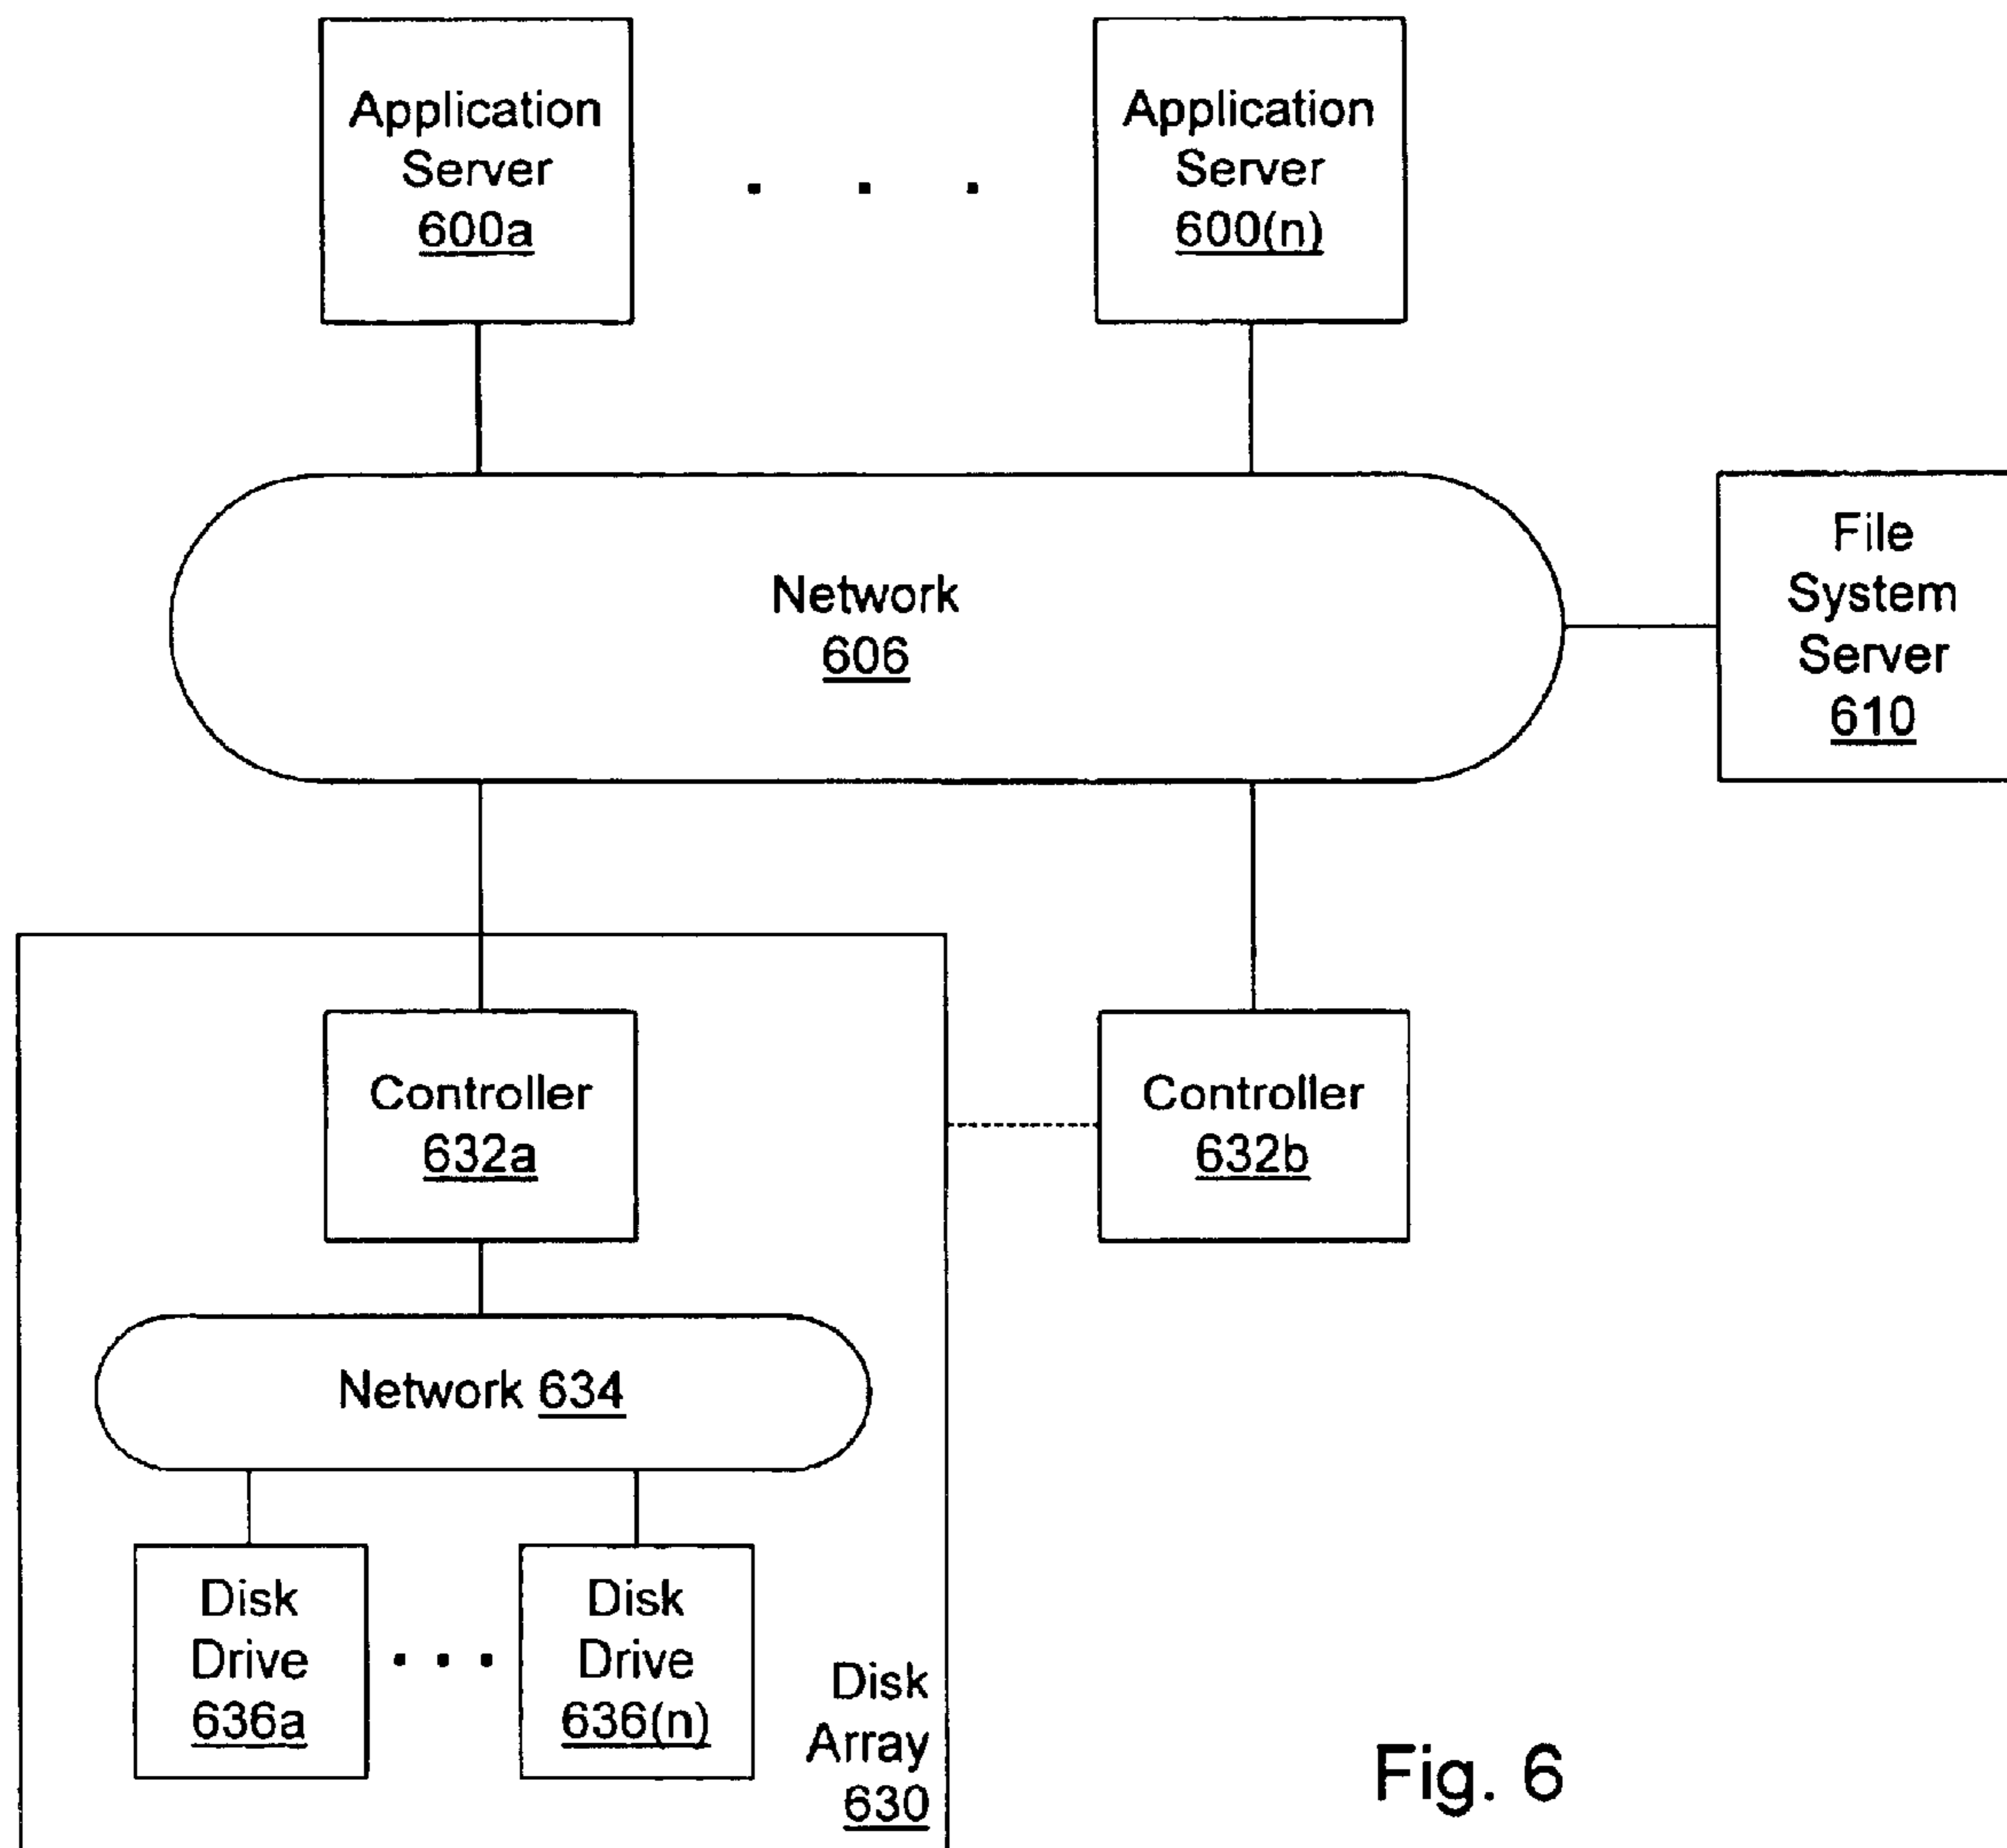 Application
Server
600a
. . .
Application
Server
600(n)
Network
606
File
System
Server
610
Controller
632a
Controller
632b
Network 634
Disk
Drive
636a
. . .
Disk
Drive
636(n)
Disk
Array
630
Fig. 6